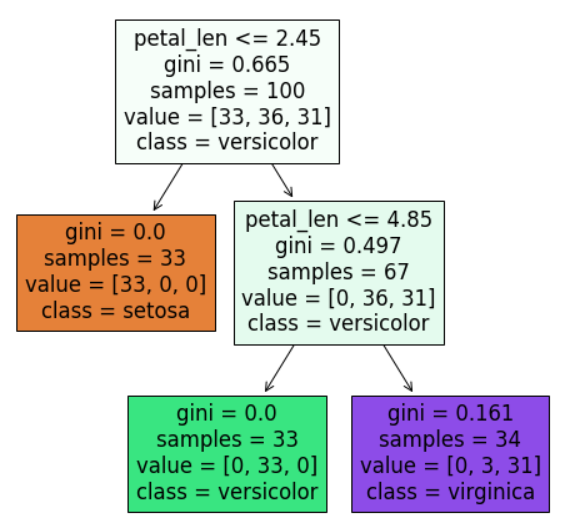 petal_len <= 2.45
gini = 0.665
samples = 100
value = [33, 36, 31]
class = versicolor
gini = 0.0
samples = 33
value = [33, 0, 0]
class = setosa
petal_len <= 4.85
gini = 0.497
samples = 67
value = [0, 36, 31]
class = versicolor
gini = 0.0
samples = 33
value = [0, 33, 0]
class = versicolor
gini = 0.161
samples = 34
value = [0, 3, 31]
class = virginica